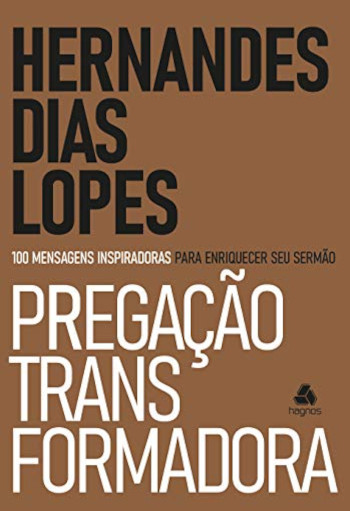 HERNANDES
DIAS
LOPES
100 MENSAGENS INSPIRADORAS PARA ENRIQUECER SEU SERMÃO
PREGAÇÃO
TRANS
FORMADORA
hagnos